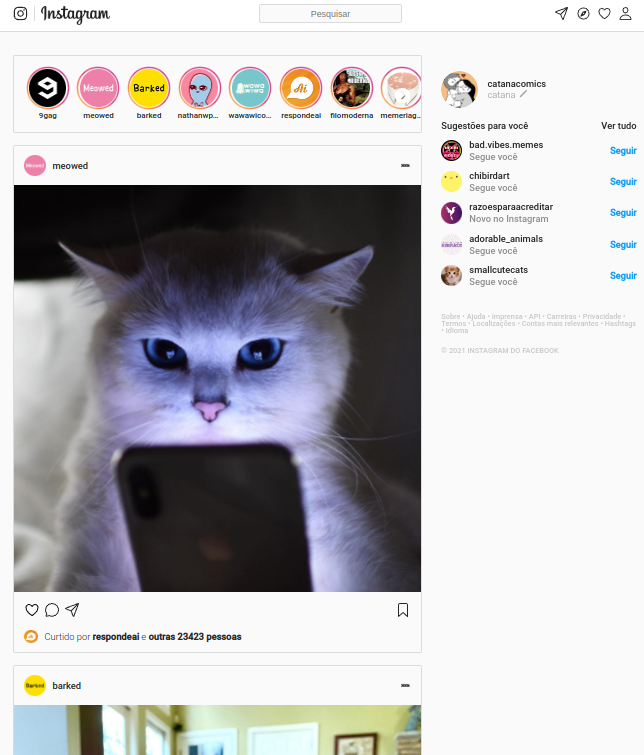 Instagram
Pesquisar
9gag meowed barked nathanwp... wawawico... respondeai filomoderna memeriag...
Meowed Barked
meowed
catanacomics
catana
Sugestões para você Ver tudo
bad.vibes.memes
Segue você
Seguir
chibirdart
Segue você
Seguir
razoesparaacreditar
Novo no Instagram
Seguir
adorable_animals
Segue você
Seguir
smallcutecats
Segue você
Seguir
Sobre • Ajuda • Imprensa • API • Carreiras • Privacidade •
Termos • Localizações • Contas mais relevantes • Hashtags
• Idioma
© 2021 INSTAGRAM DO FACEBOOK
Curtido por respondeai e outras 23423 pessoas
Barked
barked